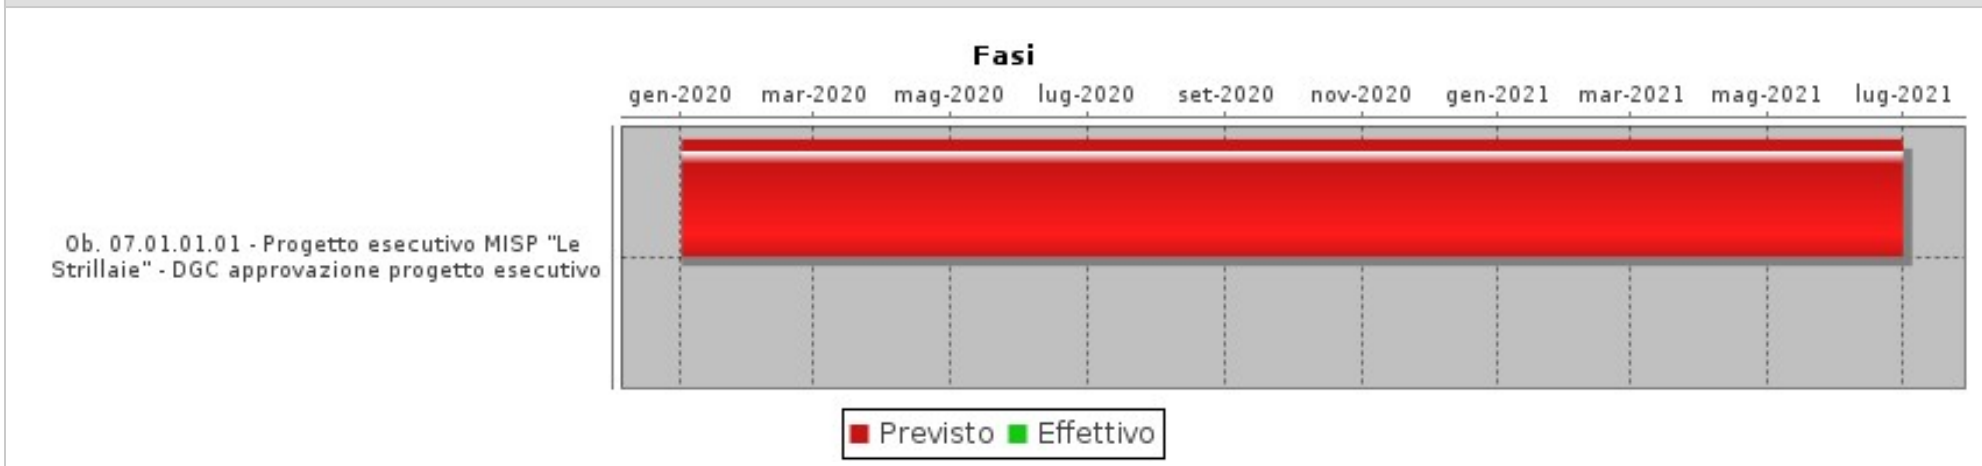 Fasi
gen-2020 mar-2020 mag-2020 lug-2020 set-2020 nov-2020 gen-2021 mar-2021 mag-2021 lug-2021
Ob. 07.01.01.01 - Progetto esecutivo MISP "Le
Strillaie" - DGC approvazione progetto esecutivo
Previsto Effettivo